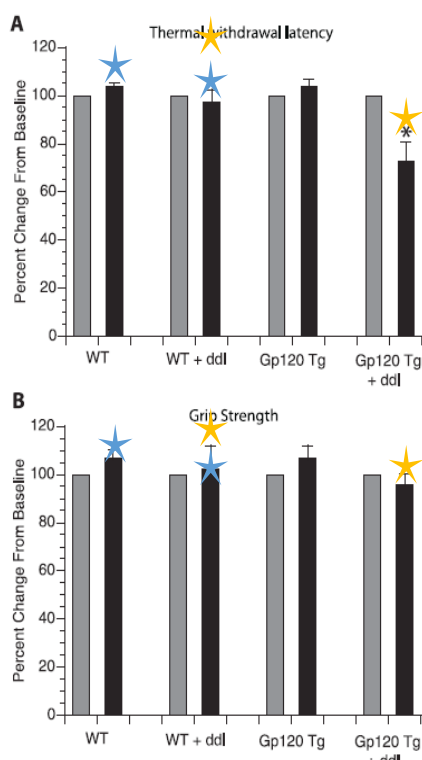 A
Thermal withdrawal latency
Percent Change From Baseline
120
100
80
60
40
20
0
*
WT
WT + ddI
Gp120 Tg
Gp120 Tg
+ ddI
B
Grip Strength
Percent Change From Baseline
120
100
80
60
40
20
0
WT
WT + ddI
Gp120 Tg
Gp120 Tg
+ ddI